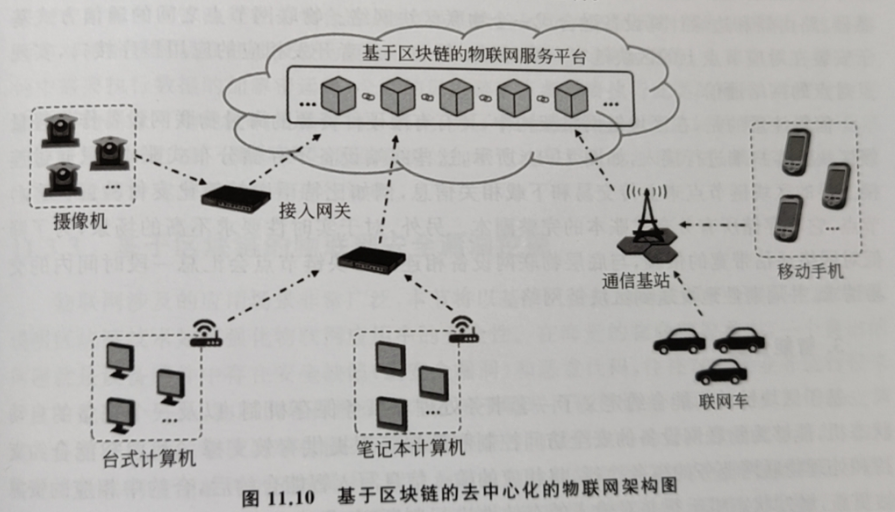 基于区块链的物联网服务平台
...
...
...
摄像机
接入网关
通信基站
...
移动手机
...
台式计算机
...
笔记本计算机
联网车
图 11.10 基于区块链的去中心化的物联网架构图